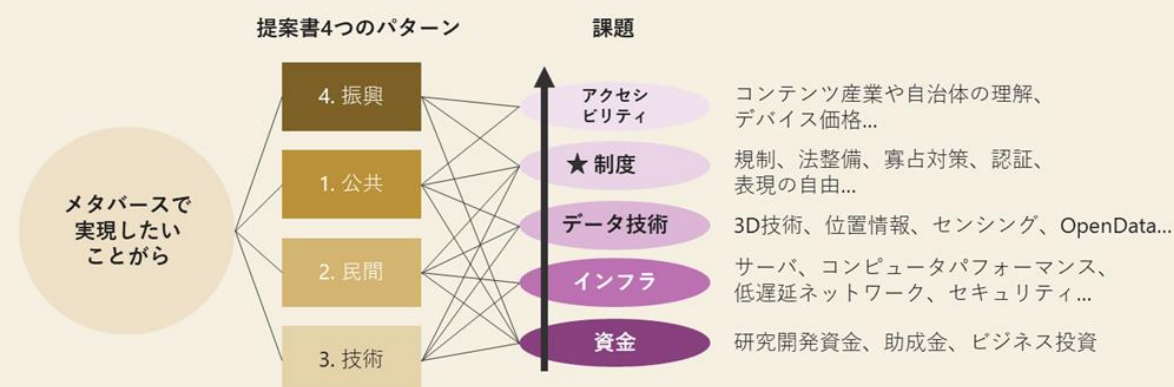 提案書4つのパターン
課題
メタバースで
実現したい
ことがら
4. 振興
1. 公共
2. 民間
3. 技術
アクセシ
ビリティ
コンテンツ産業や自治体の理解、
デバイス価格...
★ 制度
規制、法整備、寡占対策、認証、
表現の自由...
データ技術
3D技術、位置情報、センシング、OpenData...
インフラ
サーバ、コンピュータパフォーマンス、
低遅延ネットワーク、セキュリティ...
資金
研究開発資金、助成金、ビジネス投資